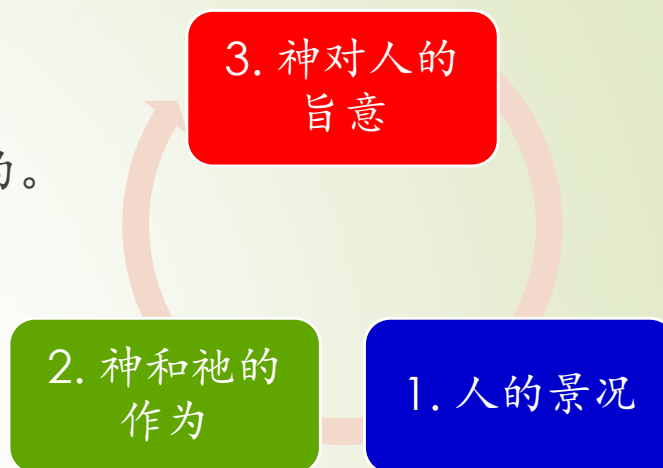 3. 神对人的
旨意
的。
2. 神和祂的
作为
1. 人的景况